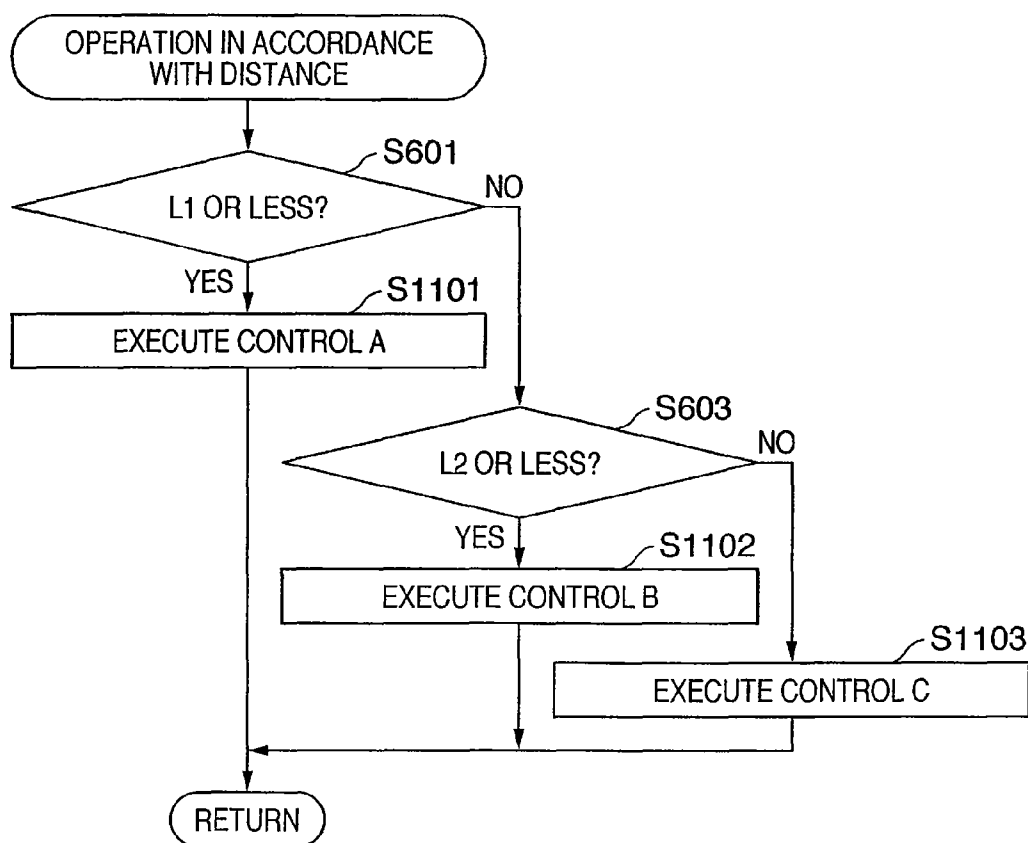 OPERATION IN ACCORDANCE
WITH DISTANCE
S601
L1 OR LESS?
NO
YES
S1101
EXECUTE CONTROL A
S603
L2 OR LESS?
NO
YES
S1102
EXECUTE CONTROL B
S1103
EXECUTE CONTROL C
RETURN